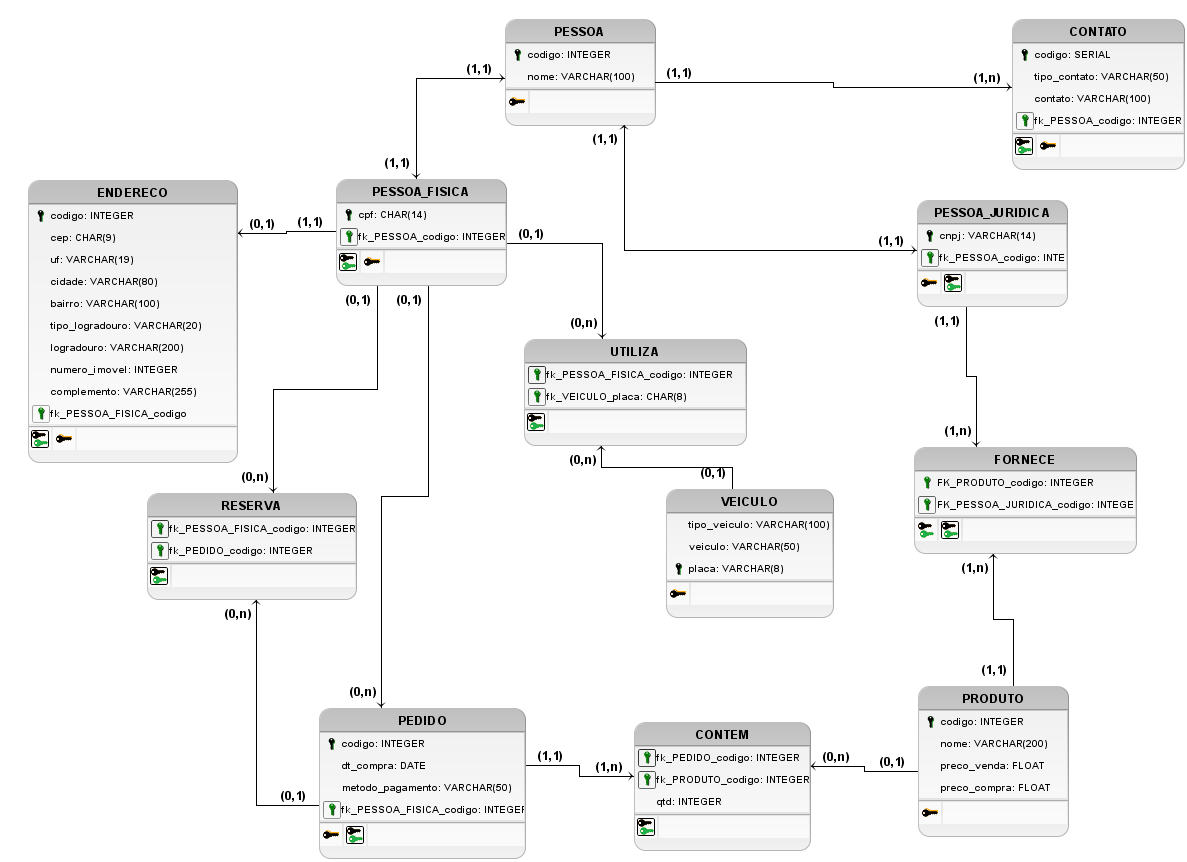 PESSOA
codigo: INTEGER
nome: VARCHAR(100)
CONTATO
codigo: SERIAL
tipo_contato: VARCHAR(50)
contato: VARCHAR(100)
fk_PESSOA_codigo: INTEGER
(1,1)
(1,1)
(1,n)
(1,1)
(1,1)
ENDERECO
codigo: INTEGER
cep: CHAR(9)
uf: VARCHAR(19)
cidade: VARCHAR(80)
bairro: VARCHAR(100)
tipo_logradouro: VARCHAR(20)
logradouro: VARCHAR(200)
numero_imovel: INTEGER
complemento: VARCHAR(255)
fk_PESSOA_FISICA_codigo
(0,1)
(1,1)
PESSOA_FISICA
cpf: CHAR(14)
fk_PESSOA_codigo: INTEGER
(0,1)
(1,1)
PESSOA_JURIDICA
cnpj: VARCHAR(14)
fk_PESSOA_codigo: INTE
(0,1)
(0,1)
(0,n)
(1,1)
UTILIZA
fk_PESSOA_FISICA_codigo: INTEGER
fk_VEICULO_placa: CHAR(8)
(0,n)
(0,1)
(1,n)
FORNECE
FK_PRODUTO_codigo: INTEGER
FK_PESSOA_JURIDICA_codigo: INTEGE
(0,n)
RESERVA
fk_PESSOA_FISICA_codigo: INTEGER
fk_PEDIDO_codigo: INTEGER
VEICULO
tipo_veiculo: VARCHAR(100)
veiculo: VARCHAR(50)
placa: VARCHAR(8)
(1,n)
(0,n)
(1,1)
(0,n)
PEDIDO
codigo: INTEGER
dt_compra: DATE
metodo_pagamento: VARCHAR(50)
fk_PESSOA_FISICA_codigo: INTEGER
(0,1)
(1,1)
(1,n)
CONTEM
fk_PEDIDO_codigo: INTEGER
fk_PRODUTO_codigo: INTEGER
qtd: INTEGER
(0,n)
(0,1)
PRODUTO
codigo: INTEGER
nome: VARCHAR(200)
preco_venda: FLOAT
preco_compra: FLOAT